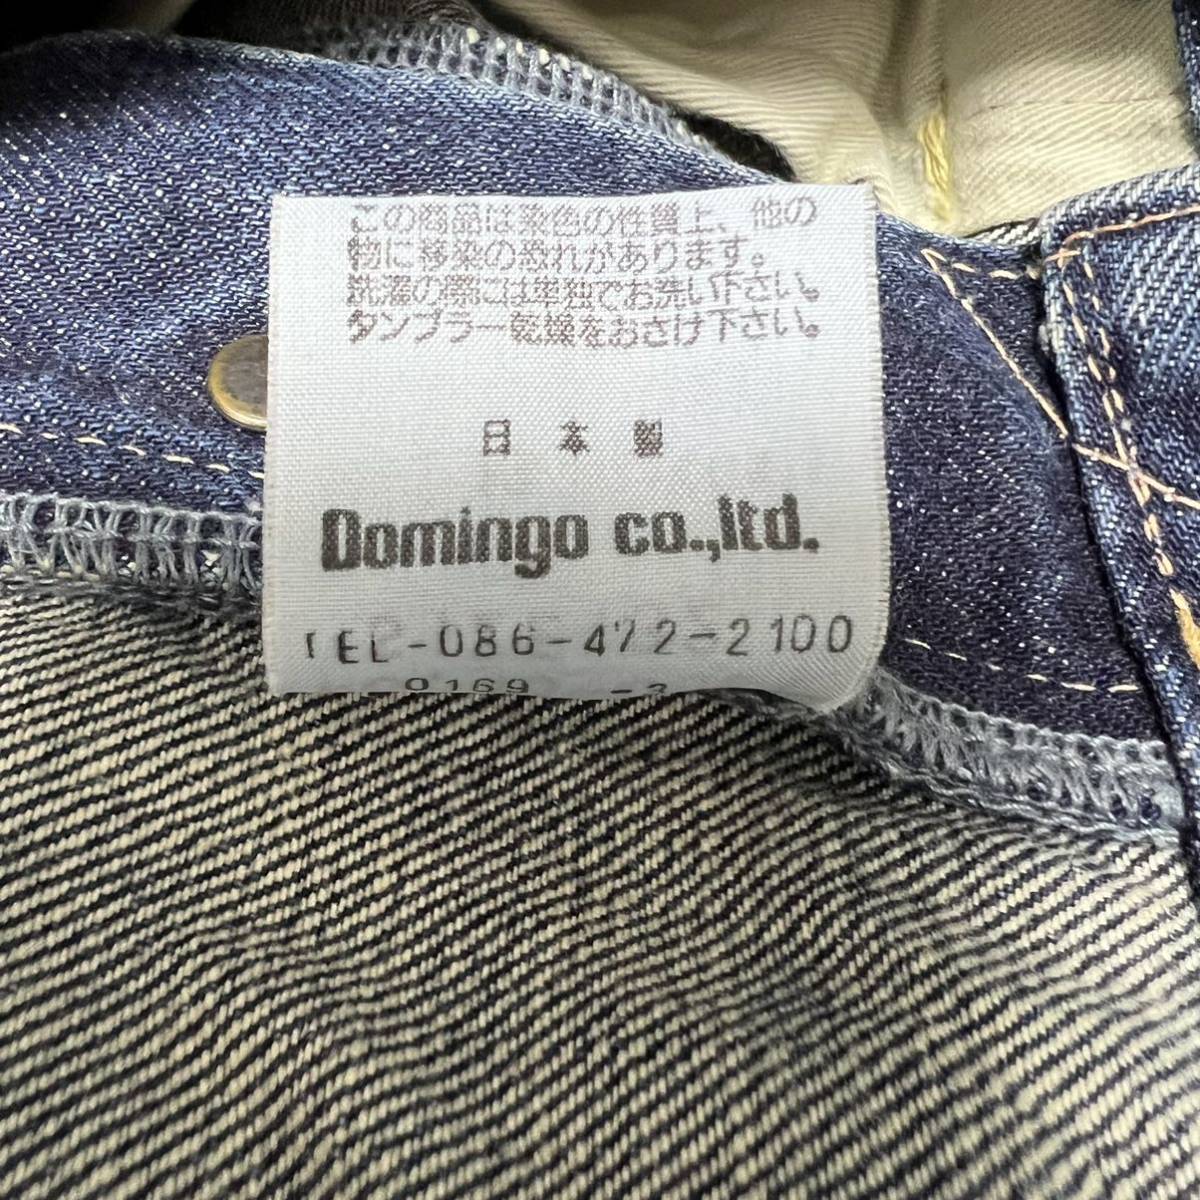 この商品は染色の性質上、他の
物に移染の恐れがあります。
洗濯の際には単独でお洗い下さい。
タンブラー乾燥をおさけ下さい。
日本製
Domingo co.,ltd.
TEL-086-472-2100
0169 -3